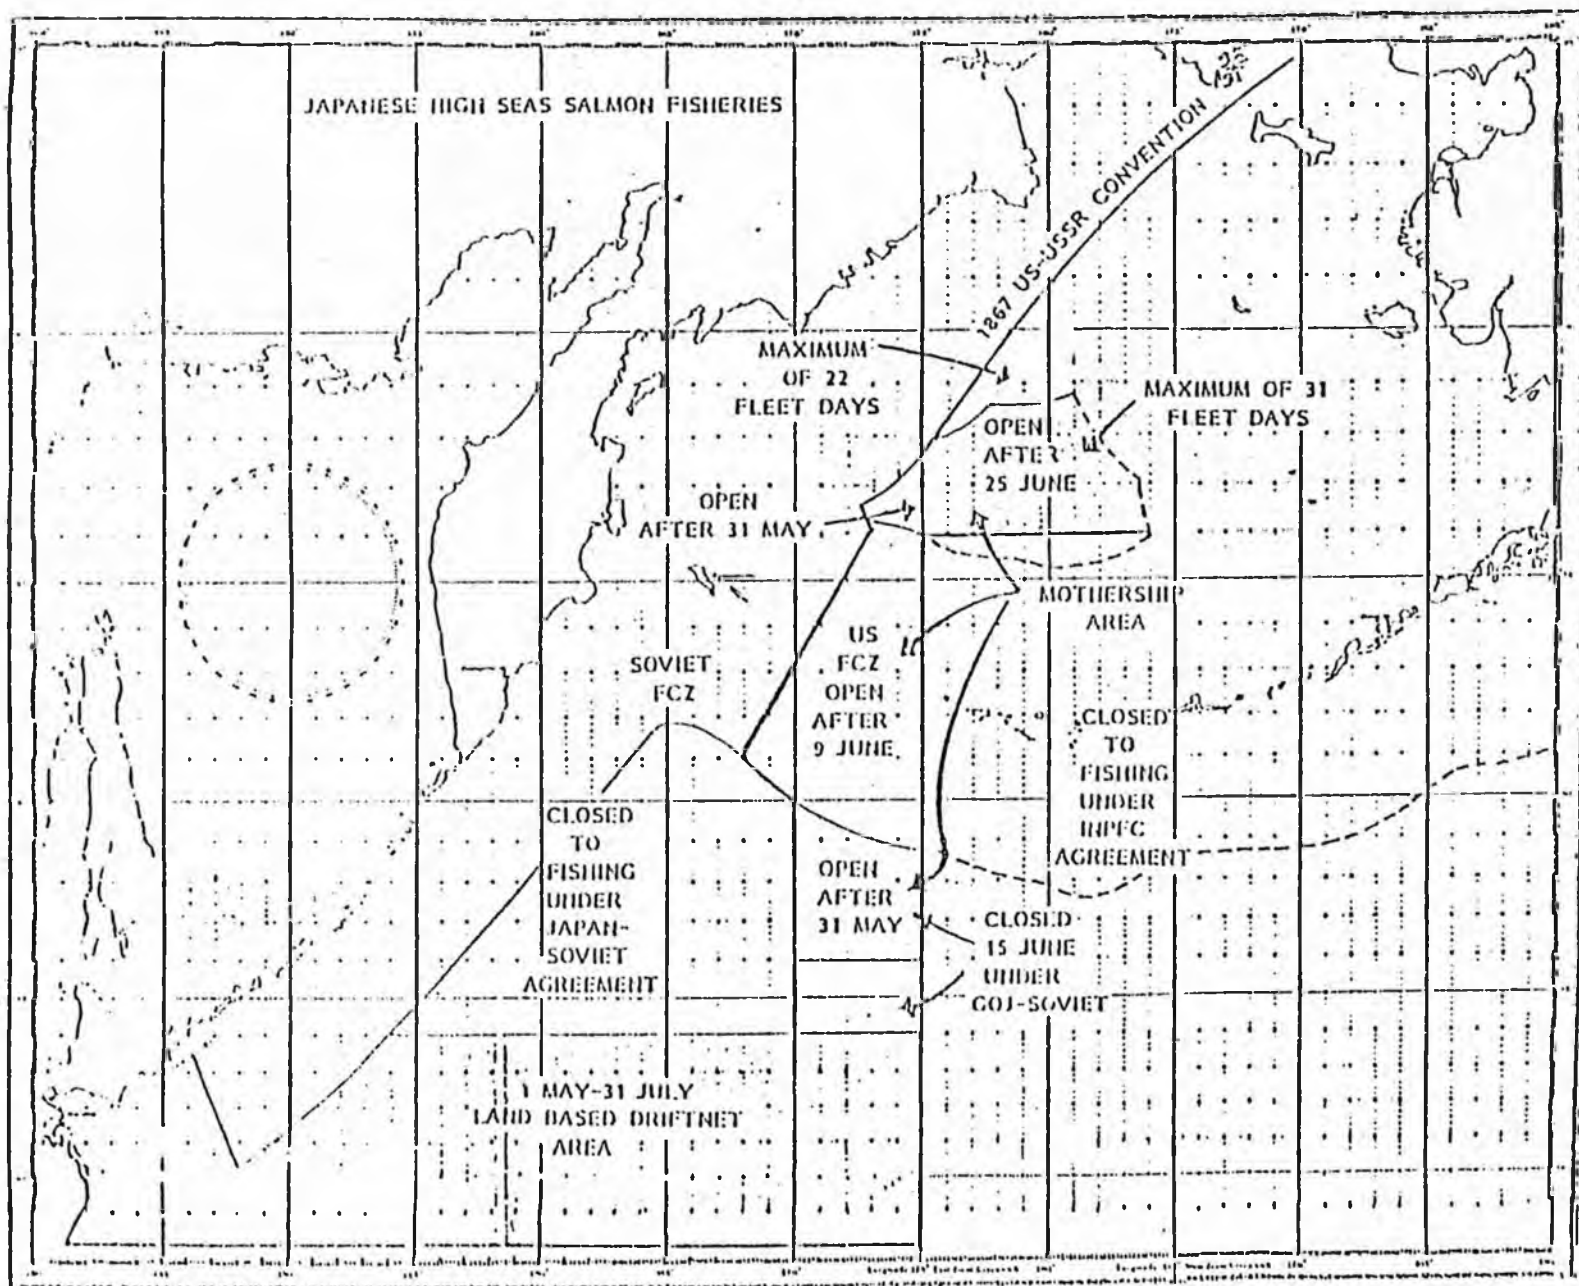 JAPANESE HIGH SEAS SALMON FISHERIES
1867 US-USSR CONVENTION
MAXIMUM
OF 22
FLEET DAYS
MAXIMUM OF 31
FLEET DAYS
OPEN
AFTER
25 JUNE
OPEN
AFTER 31 MAY
MOTHERSHIP
AREA
US
FCZ
OPEN
AFTER
9 JUNE
SOVIET
FCZ
CLOSED
TO
FISHING
UNDER
INPFC
AGREEMENT
CLOSED
TO
FISHING
UNDER
JAPAN-
SOVIET
AGREEMENT
OPEN
AFTER
31 MAY
CLOSED
15 JUNE
UNDER
GOJ-SOVIET
1 MAY-31 JULY
LAND BASED DRIFTNET
AREA